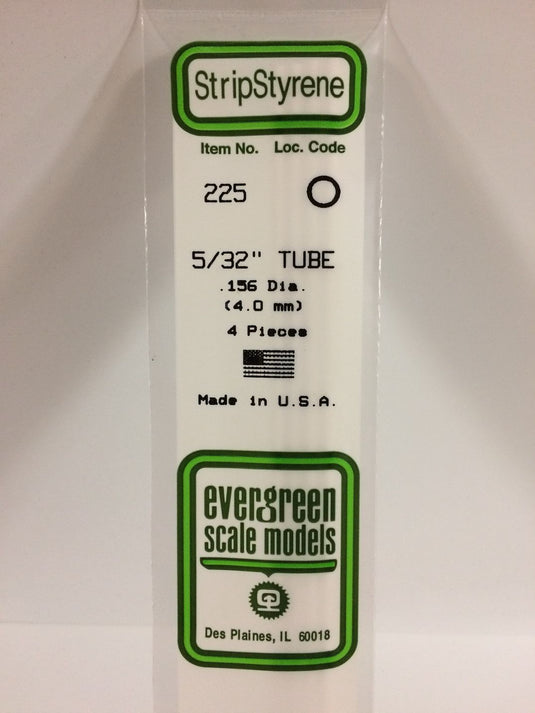 StripStyrene
Item No. Loc. Code
225
5/32" TUBE
.156 Dia.
(4.0 mm)
4 Pieces
Made in U.S.A.
evergreen
scale models
Des Plaines, IL 60018